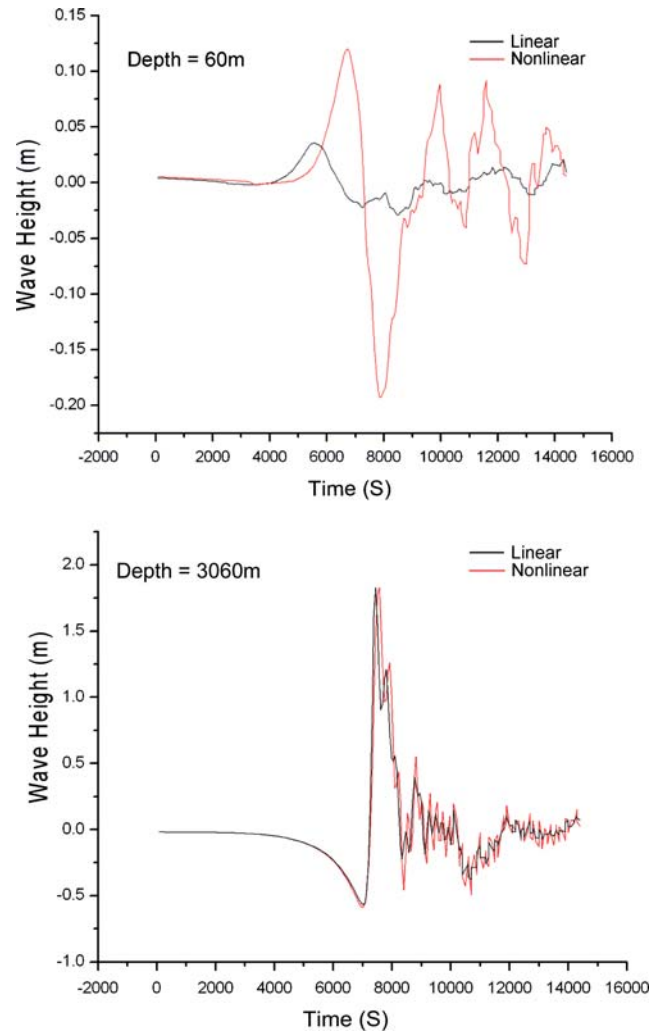 Depth = 60m
Linear
Nonlinear
0.15
0.10
0.05
0.00
-0.05
-0.10
-0.15
-0.20
Wave Height (m)
-2000 0 2000 4000 6000 8000 10000 12000 14000 16000
Time (S)
Depth = 3060m
Linear
Nonlinear
2.0
1.5
1.0
0.5
0.0
-0.5
-1.0
Wave Height (m)
-2000 0 2000 4000 6000 8000 10000 12000 14000 16000
Time (S)